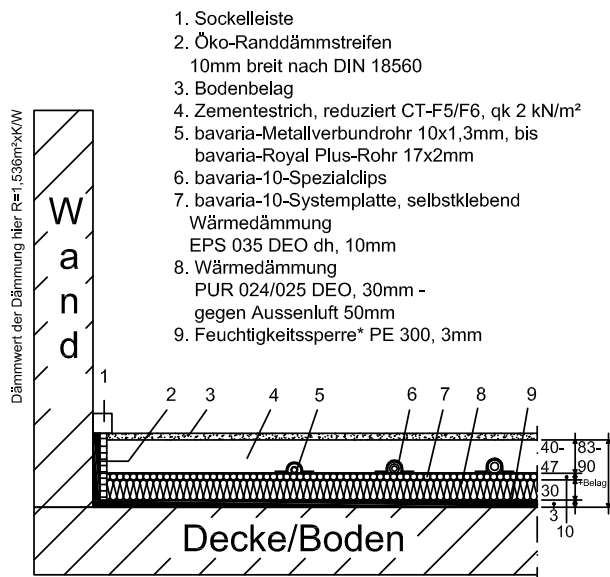 1. Sockelleiste
2. Öko-Randdämmstreifen
10mm breit nach DIN 18560
3. Bodenbelag
4. Zementestrich, reduziert CT-F5/F6, qk 2 kN/m²
5. bavaria-Metallverbundrohr 10x1,3mm, bis
bavaria-Royal Plus-Rohr 17x2mm
6. bavaria-10-Spezialclips
7. bavaria-10-Systemplatte, selbstklebend
Wärmedämmung
EPS 035 DEO dh, 10mm
8. Wärmedämmung
PUR 024/025 DEO, 30mm -
gegen Aussenluft 50mm
9. Feuchtigkeitssperre* PE 300, 3mm
Dämmwert der Dämmung hier R=1,536m²xK/W
Wand
1
2 3 4 5 6 7 8 9
40-
47
83-
90
+Belag
30
3
10
Decke/Boden